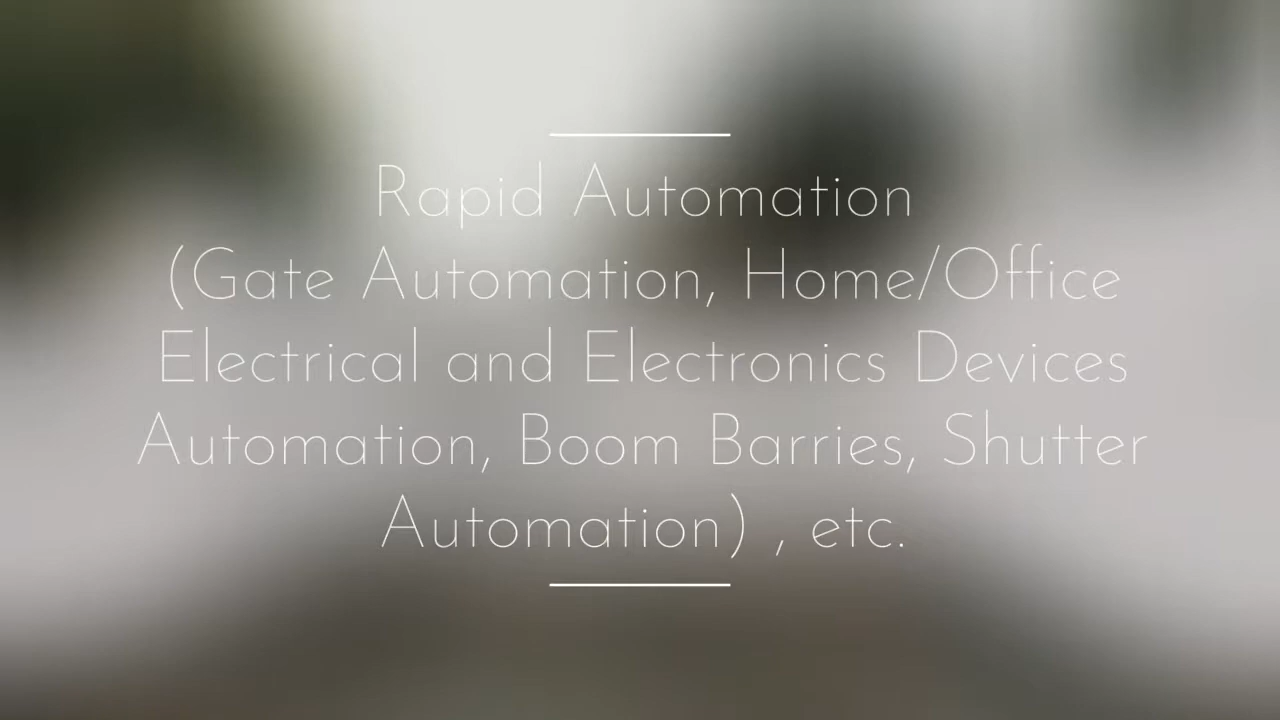 Rapid Automation
(Gate Automation, Home/Office
Electrical and Electronics Devices
Automation, Boom Barries, Shutter
Automation) , etc.